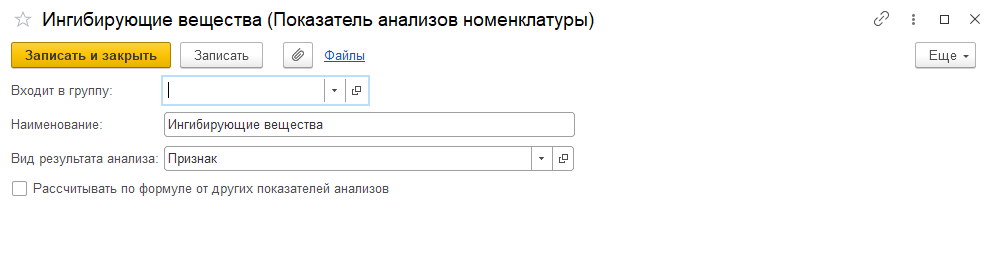 Ингибирующие вещества (Показатель анализов номенклатуры)
Записать и закрыть Записать Файлы Еще
Входит в группу:
Наименование: Ингибирующие вещества
Вид результата анализа: Признак
Рассчитывать по формуле от других показателей анализов